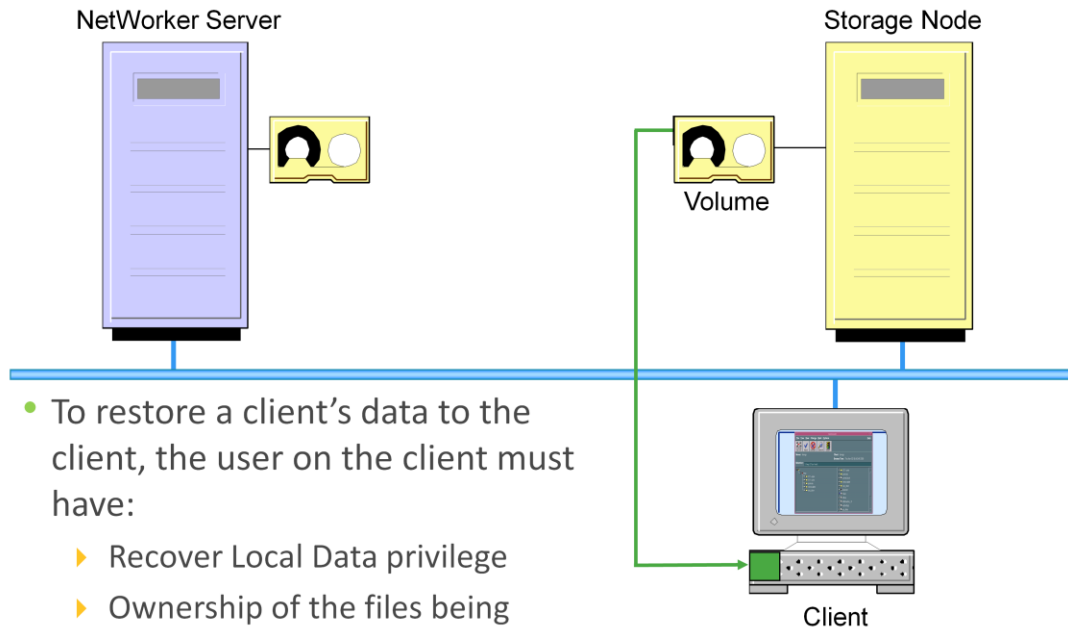 NetWorker Server
Storage Node
Volume
• To restore a client’s data to the
client, the user on the client must
have:
Recover Local Data privilege
Ownership of the files being
Client